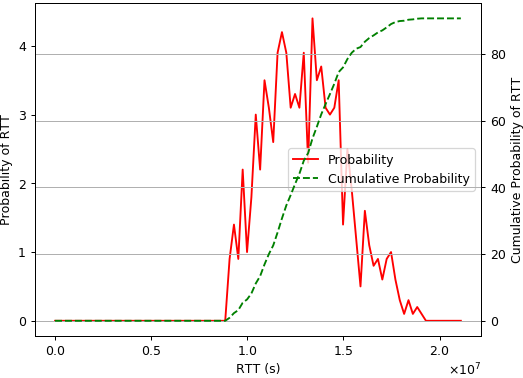 Probability of RTT
4
3
2
1
0
80
60
40
20
0
Cumulative Probability of RTT
Probability
Cumulative Probability
0.0 0.5 1.0 1.5 2.0
×10⁷
RTT (s)